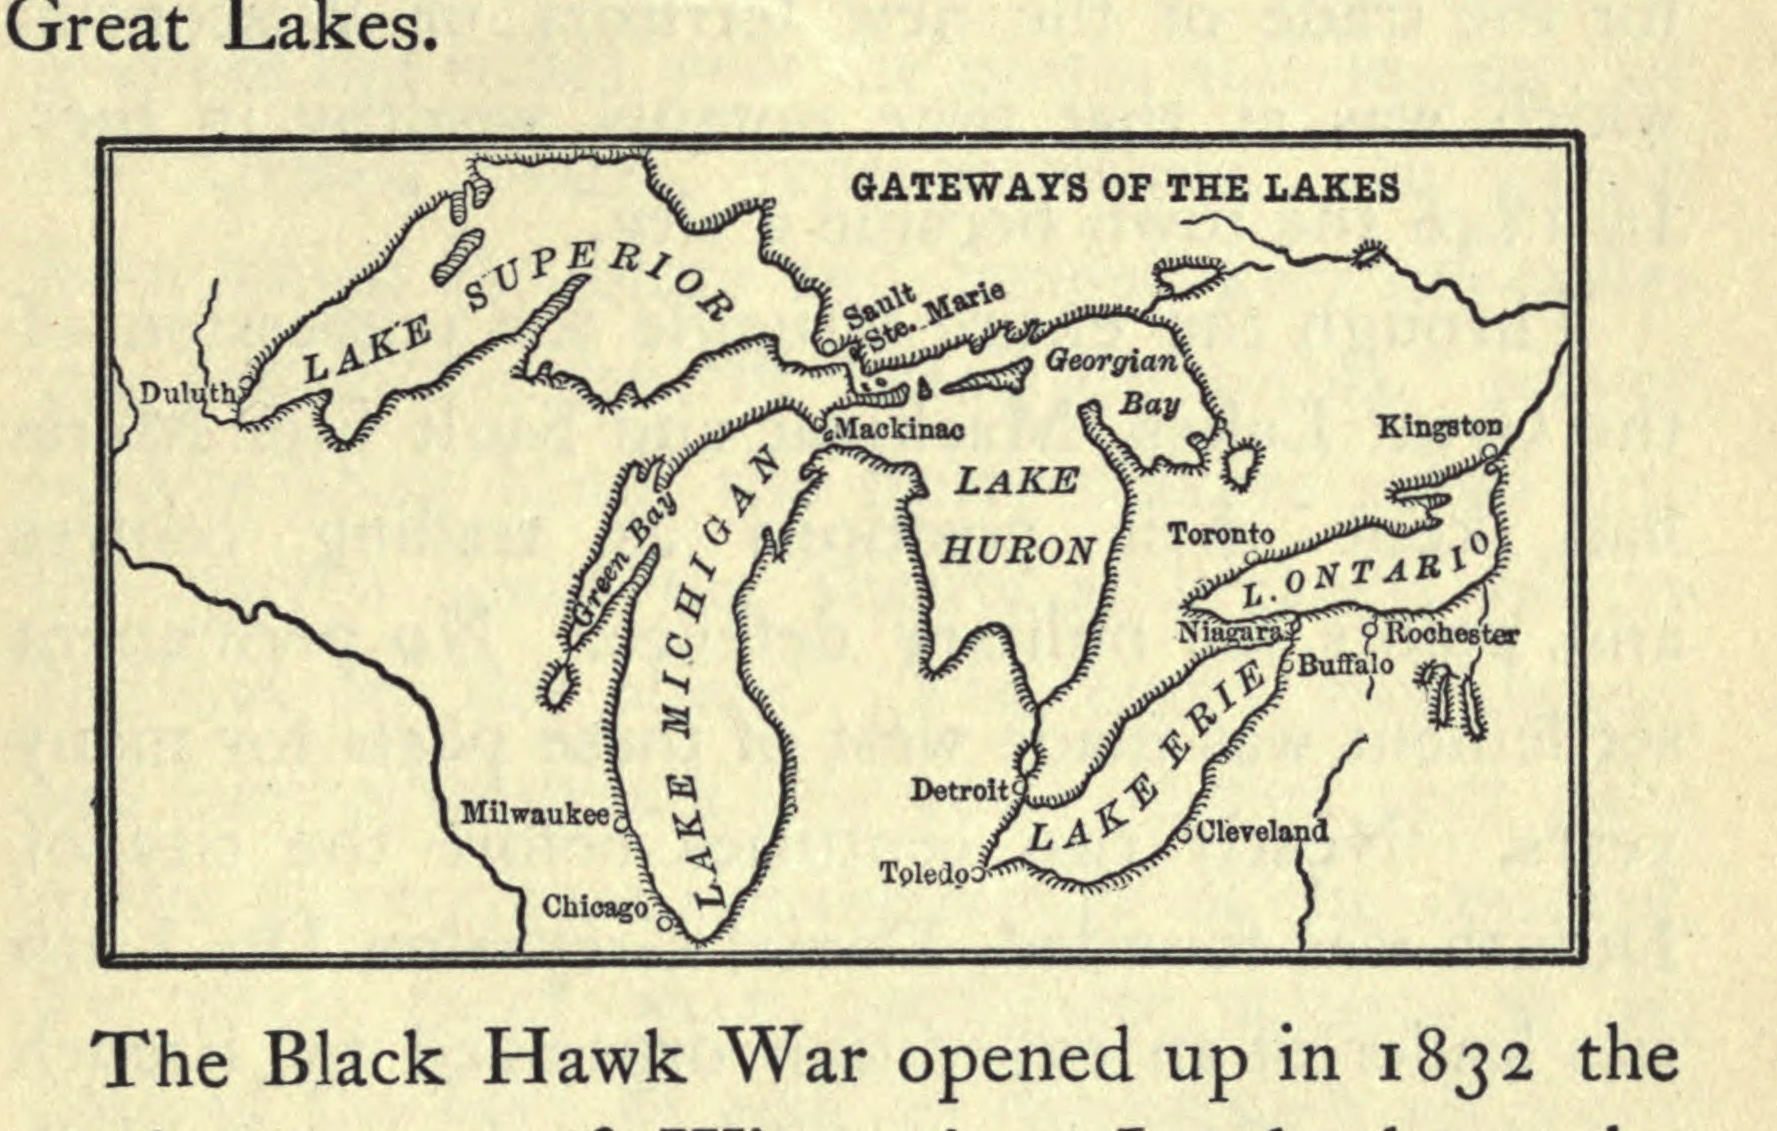 Great Lakes.
GATEWAYS OF THE LAKES
LAKE SUPERIOR
Sault
Ste. Marie
Georgian
Bay
Duluth
Mackinac
Kingston
LAKE
HURON
Green Bay
LAKE MICHIGAN
Toronto
L. ONTARIO
Niagara
Rochester
Buffalo
LAKE ERIE
Detroit
Milwaukee
Cleveland
Toledo
Chicago
The Black Hawk War opened up in 1832 the